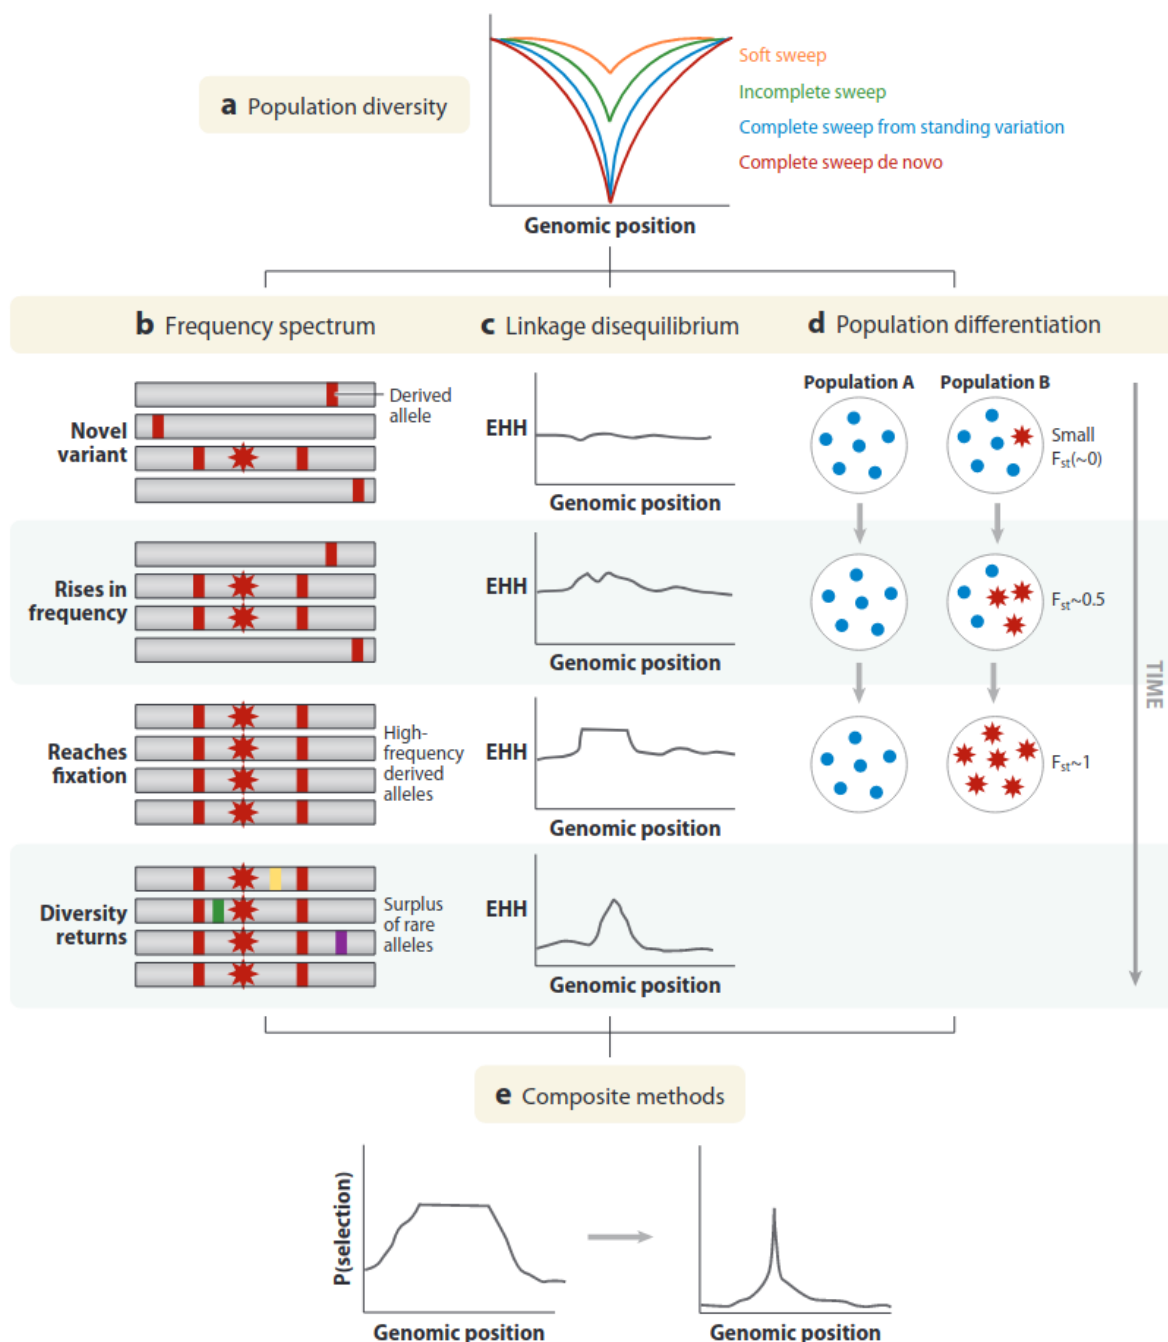 a Population diversity
Soft sweep
Incomplete sweep
Complete sweep from standing variation
Complete sweep de novo
Genomic position
b Frequency spectrum
c Linkage disequilibrium
d Population differentiation
Novel
variant
Derived
allele
EHH
Genomic position
Population A
Population B
Small
Fst(~0)
Rises in
frequency
EHH
Genomic position
Fst~0.5
TIME
Reaches
fixation
High-
frequency
derived
alleles
EHH
Genomic position
Fst~1
Diversity
returns
Surplus
of rare
alleles
EHH
Genomic position
e Composite methods
P(selection)
Genomic position
Genomic position